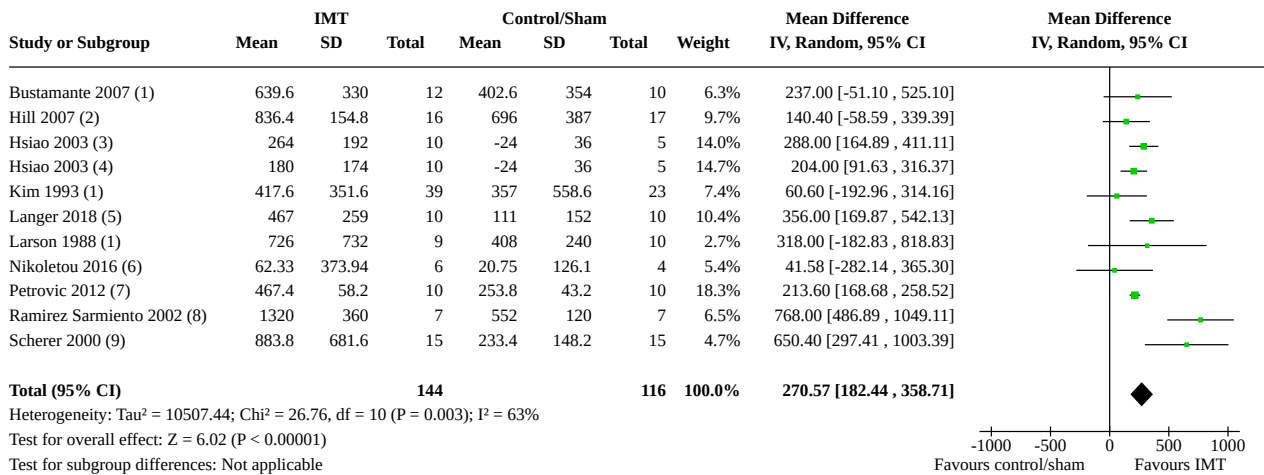 IMT Control/Sham Mean Difference Mean Difference
Study or Subgroup Mean SD Total Mean SD Total Weight IV, Random, 95% CI IV, Random, 95% CI
Bustamante 2007 (1) 639.6 330 12 402.6 354 10 6.3% 237.00 [-51.10 , 525.10]
Hill 2007 (2) 836.4 154.8 16 696 387 17 9.7% 140.40 [-58.59 , 339.39]
Hsiao 2003 (3) 264 192 10 -24 36 5 14.0% 288.00 [164.89 , 411.11]
Hsiao 2003 (4) 180 174 10 -24 36 5 14.7% 204.00 [91.63 , 316.37]
Kim 1993 (1) 417.6 351.6 39 357 558.6 23 7.4% 60.60 [-192.96 , 314.16]
Langer 2018 (5) 467 259 10 111 152 10 10.4% 356.00 [169.87 , 542.13]
Larson 1988 (1) 726 732 9 408 240 10 2.7% 318.00 [-182.83 , 818.83]
Nikoletou 2016 (6) 62.33 373.94 6 20.75 126.1 4 5.4% 41.58 [-282.14 , 365.30]
Petrovic 2012 (7) 467.4 58.2 10 253.8 43.2 10 18.3% 213.60 [168.68 , 258.52]
Ramirez Sarmiento 2002 (8) 1320 360 7 552 120 7 6.5% 768.00 [486.89 , 1049.11]
Scherer 2000 (9) 883.8 681.6 15 233.4 148.2 15 4.7% 650.40 [297.41 , 1003.39]
Total (95% CI) 144 116 100.0% 270.57 [182.44 , 358.71]
Heterogeneity: Tau² = 10507.44; Chi² = 26.76, df = 10 (P = 0.003); I² = 63%
Test for overall effect: Z = 6.02 (P < 0.00001)
Test for subgroup differences: Not applicable
-1000 -500 0 500 1000
Favours control/sham Favours IMT